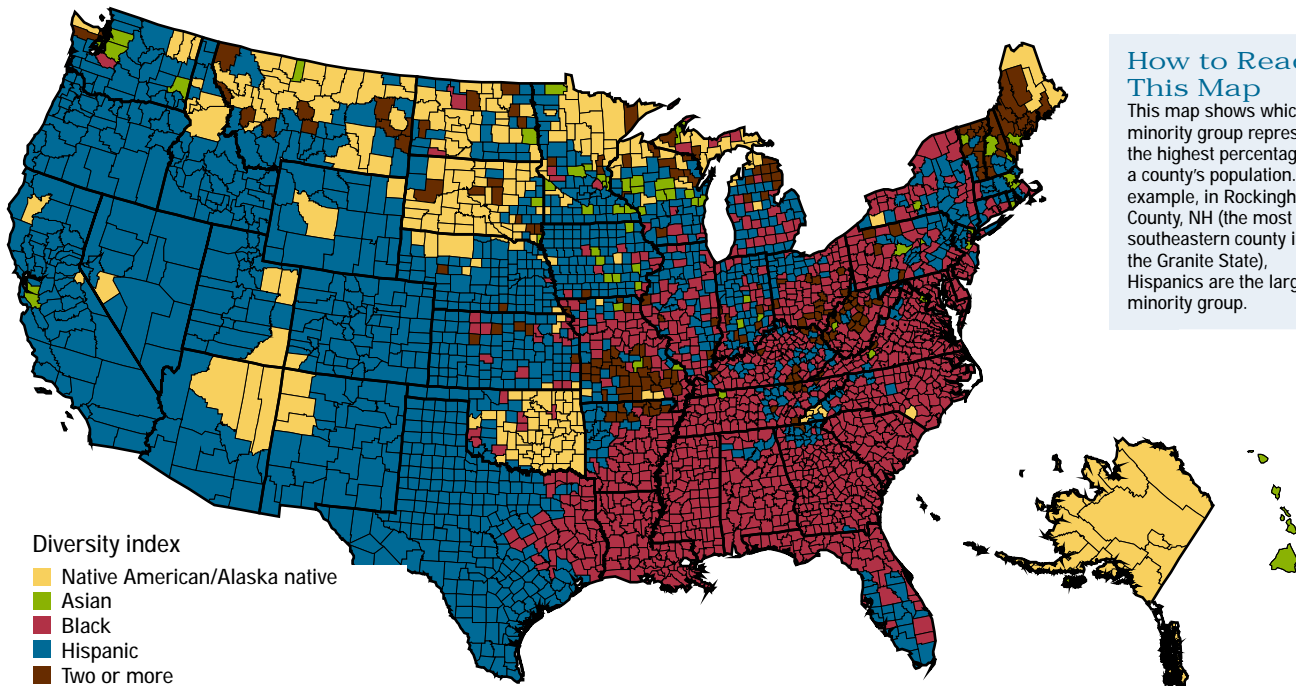 How to Read
This Map
This map shows which
minority group repres
the highest percentag
a county's population.
example, in Rockingh
County, NH (the most
southeastern county i
the Granite State),
Hispanics are the larg
minority group.
Diversity index
Native American/Alaska native
Asian
Black
Hispanic
Two or more